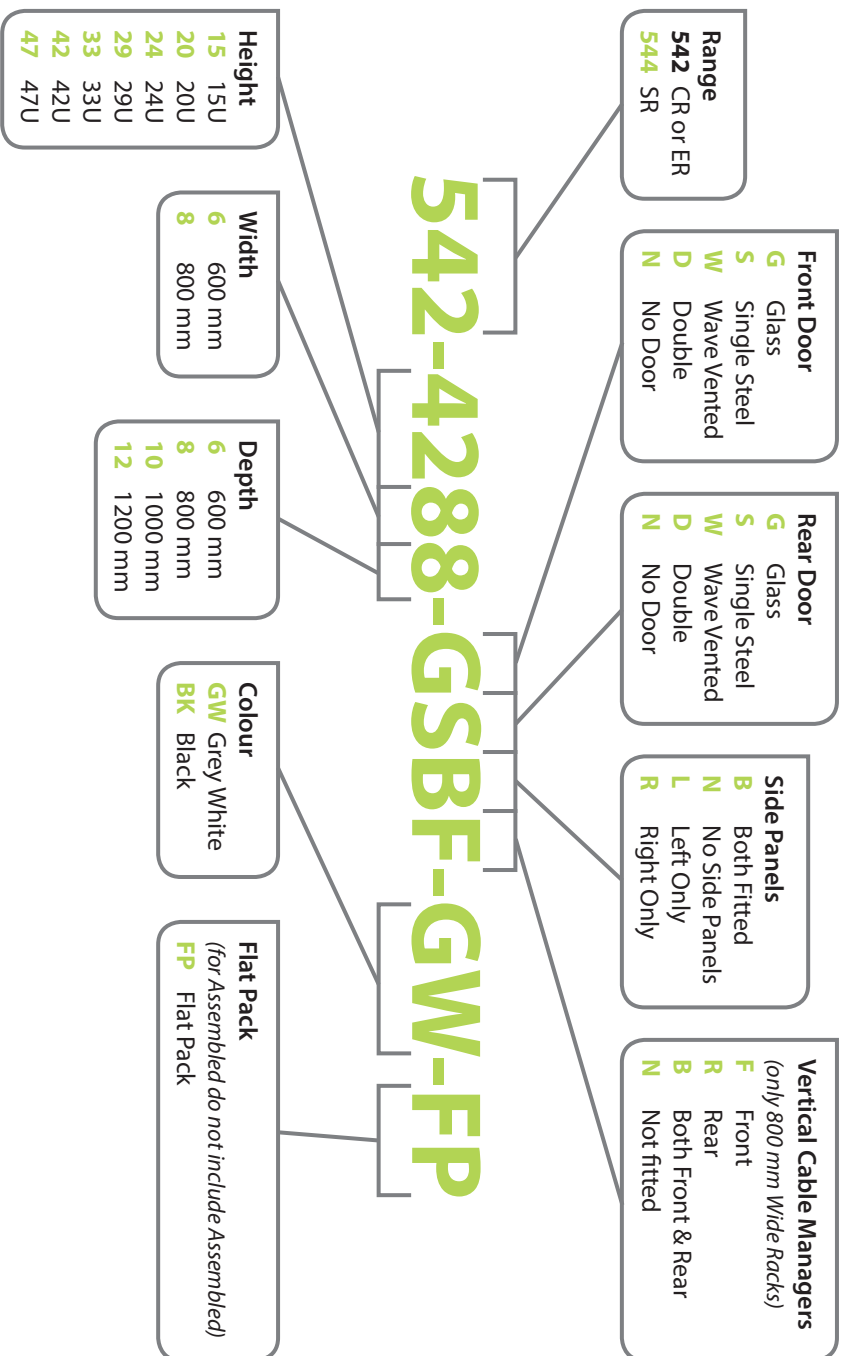 Range
542 CR or ER
544 SR
Front Door
G Glass
S Single Steel
W Wave Vented
D Double
N No Door
Rear Door
G Glass
S Single Steel
W Wave Vented
D Double
N No Door
Side Panels
B Both Fitted
N No Side Panels
L Left Only
R Right Only
Vertical Cable Managers
(only 800 mm Wide Racks)
F Front
R Rear
B Both Front & Rear
N Not fitted
542-4288-GSBF-GW-FP
Height
15 15U
20 20U
24 24U
29 29U
33 33U
42 42U
47 47U
Width
6 600 mm
8 800 mm
Depth
6 600 mm
8 800 mm
10 1000 mm
12 1200 mm
Colour
GW Grey White
BK Black
Flat Pack
(for Assembled do not include Assembled)
FP Flat Pack